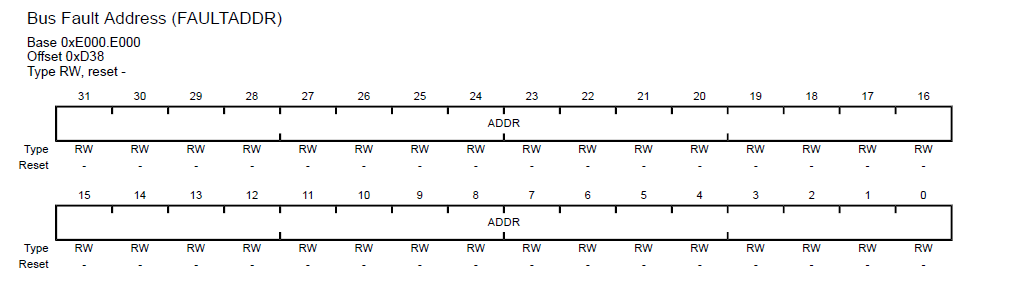 Bus Fault Address (FAULTADDR)
Base 0xE000.E000
Offset 0xD38
Type RW, reset -
31 30 29 28 27 26 25 24 23 22 21 20 19 18 17 16
ADDR
Type RW RW RW RW RW RW RW RW RW RW RW RW RW RW RW RW
Reset - - - - - - - - - - - - - - - -
15 14 13 12 11 10 9 8 7 6 5 4 3 2 1 0
ADDR
Type RW RW RW RW RW RW RW RW RW RW RW RW RW RW RW RW
Reset - - - - - - - - - - - - - - - -